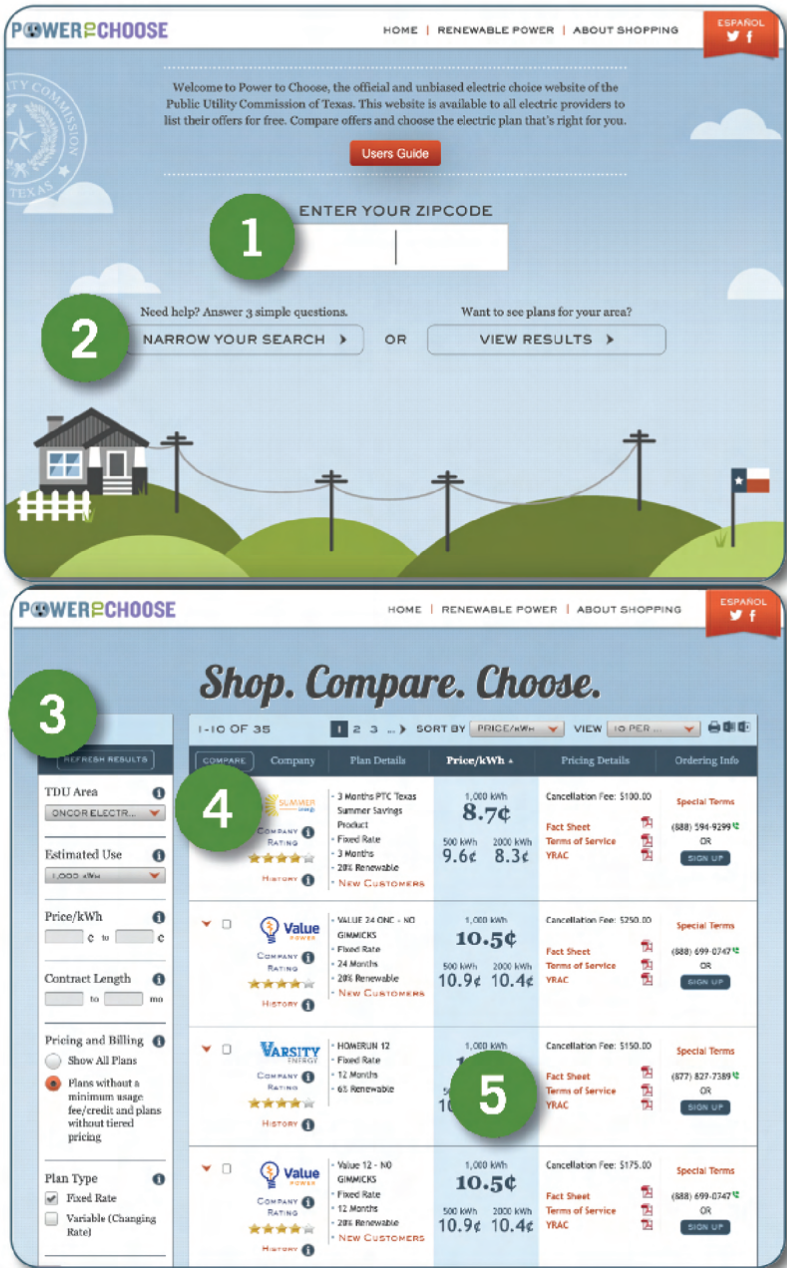 POWER TO CHOOSE
HOME | RENEWABLE POWER | ABOUT SHOPPING
ESPAÑOL
Welcome to Power to Choose, the official and unbiased electric choice website of the
Public Utility Commission of Texas. This website is available to all electric providers to
list their offers for free. Compare offers and choose the electric plan that's right for you.
Users Guide
TEXAS
ENTER YOUR ZIPCODE
1
Need help? Answer 3 simple questions.
Want to see plans for your area?
2
NARROW YOUR SEARCH >
OR
VIEW RESULTS >
POWER TO CHOOSE
HOME | RENEWABLE POWER | ABOUT SHOPPING
ESPAÑOL
Shop. Compare. Choose.
3
REFRESH RESULTS
TDU Area
ONCOR ELECTR...
Estimated Use
1,000 kWh
Price/kWh
¢ to ¢
Contract Length
to mo
Pricing and Billing
Show All Plans
Plans without a
minimum usage
fee/credit and plans
without tiered
pricing
Plan Type
Fixed Rate
Variable (Changing
Rate)
1-10 OF 35
1 2 3 ... > SORT BY PRICE/kWh VIEW 10 PER ...
COMPARE Company Plan Details Price/kWh Pricing Details Ordering Info
4
SUMMER
COMPANY
RATING
HISTORY
- 3 Months PTC Texas
Summer Savings
Product
- Fixed Rate
- 3 Months
- 20% Renewable
- NEW CUSTOMERS
1,000 kWh
8.7¢
500 kWh 2000 kWh
9.6¢ 8.3¢
Cancellation Fee: $100.00
Fact Sheet
Terms of Service
YRAC
Special Terms
(888) 594-9299
OR
SIGN UP
Value
POWER
COMPANY
RATING
HISTORY
- VALUE 24 ONC - NO
GIMMICKS
- Fixed Rate
- 24 Months
- 20% Renewable
- NEW CUSTOMERS
1,000 kWh
10.5¢
500 kWh 2000 kWh
10.9¢ 10.4¢
Cancellation Fee: $250.00
Fact Sheet
Terms of Service
YRAC
Special Terms
(888) 699-0747
OR
SIGN UP
VARSITY
ENERGY
COMPANY
RATING
HISTORY
- HOMERUN 12
- Fixed Rate
- 12 Months
- 6% Renewable
1,000 kWh
5
Cancellation Fee: $150.00
Fact Sheet
Terms of Service
YRAC
Special Terms
(877) 827-7389
OR
SIGN UP
Value
POWER
COMPANY
RATING
HISTORY
- Value 12 - NO
GIMMICKS
- Fixed Rate
- 12 Months
- 20% Renewable
- NEW CUSTOMERS
1,000 kWh
10.5¢
500 kWh 2000 kWh
10.9¢ 10.4¢
Cancellation Fee: $175.00
Fact Sheet
Terms of Service
YRAC
Special Terms
(888) 699-0747
OR
SIGN UP